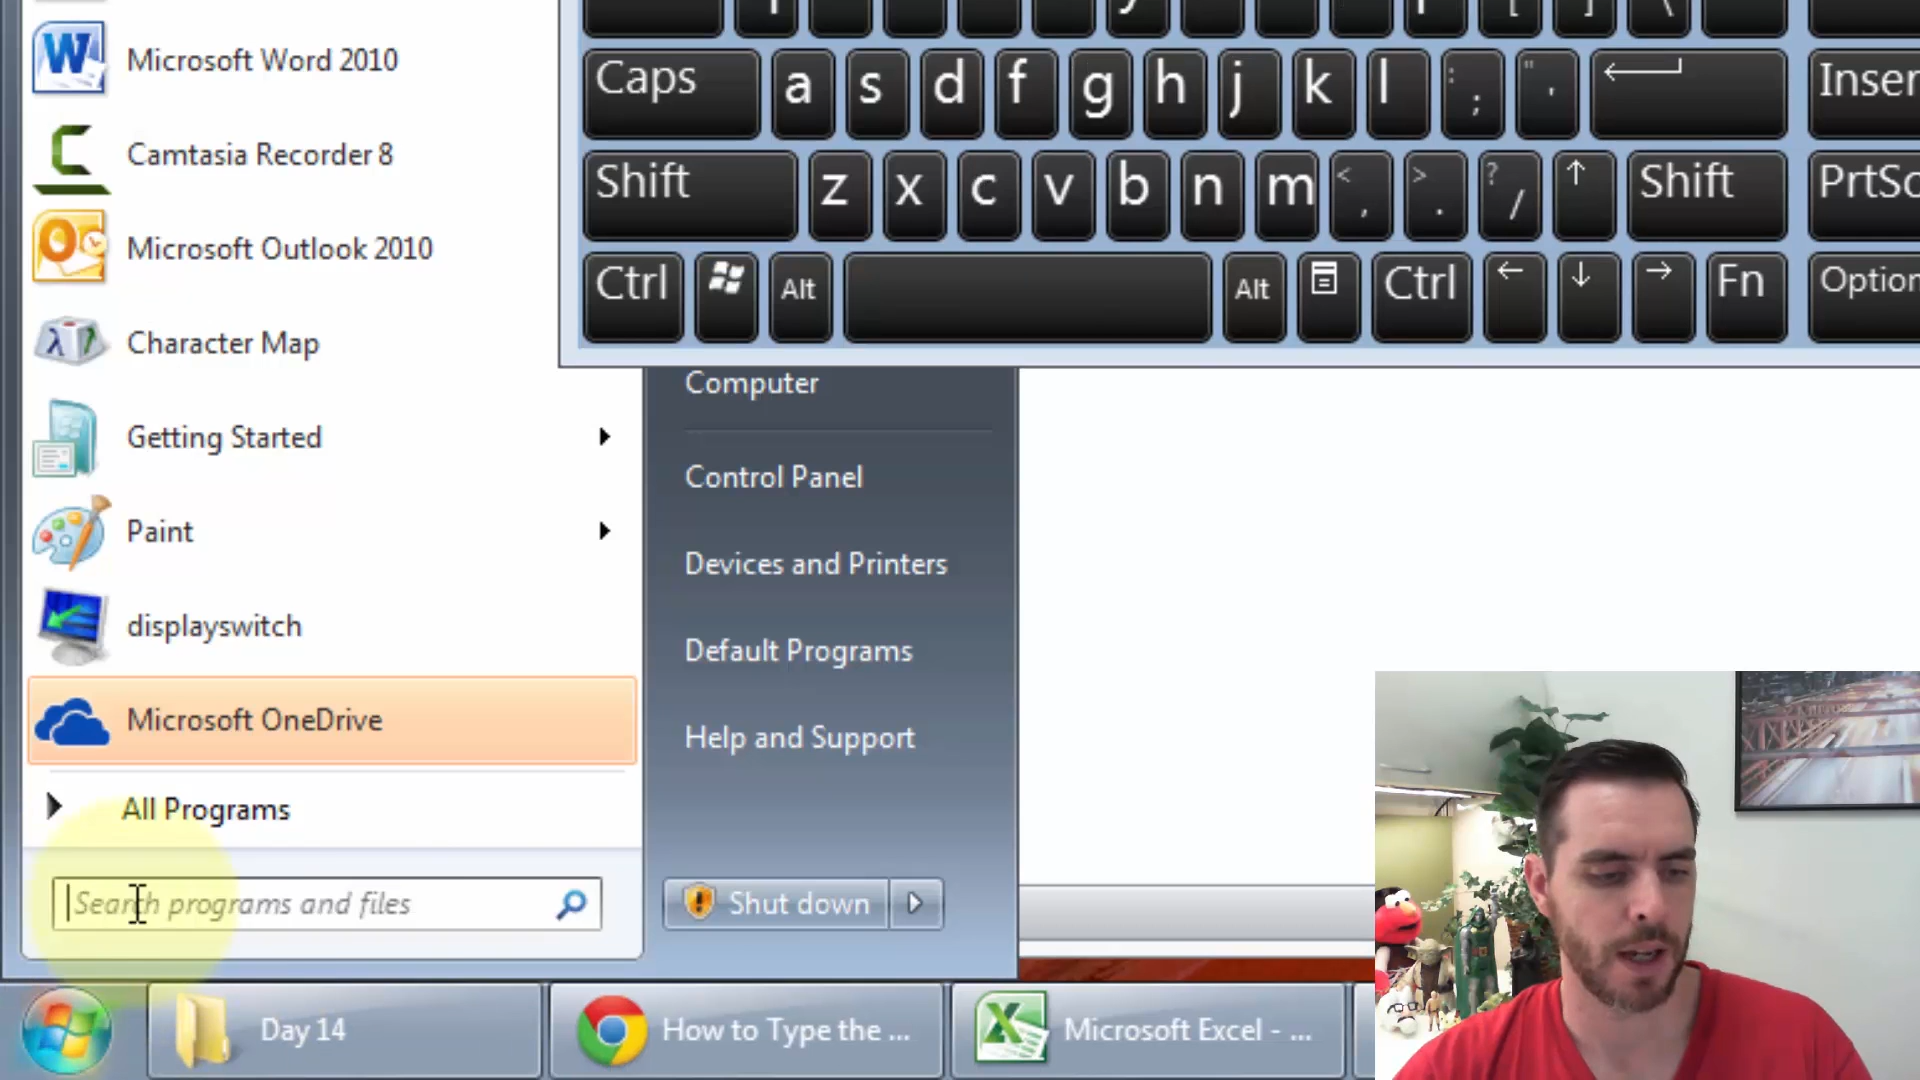 Microsoft Word 2010
Camtasia Recorder 8
Microsoft Outlook 2010
Character Map
Getting Started
Paint
displayswitch
Microsoft OneDrive
All Programs
Search programs and files
Computer
Control Panel
Devices and Printers
Default Programs
Help and Support
Shut down
[ ] \
Caps a s d f g h j k l : ; " ' Inser
Shift z x c v b n m < , > . ? / ↑ Shift PrtSc
Ctrl Alt Alt Ctrl ← ↓ → Fn Option
Day 14
How to Type the ...
Microsoft Excel - ...